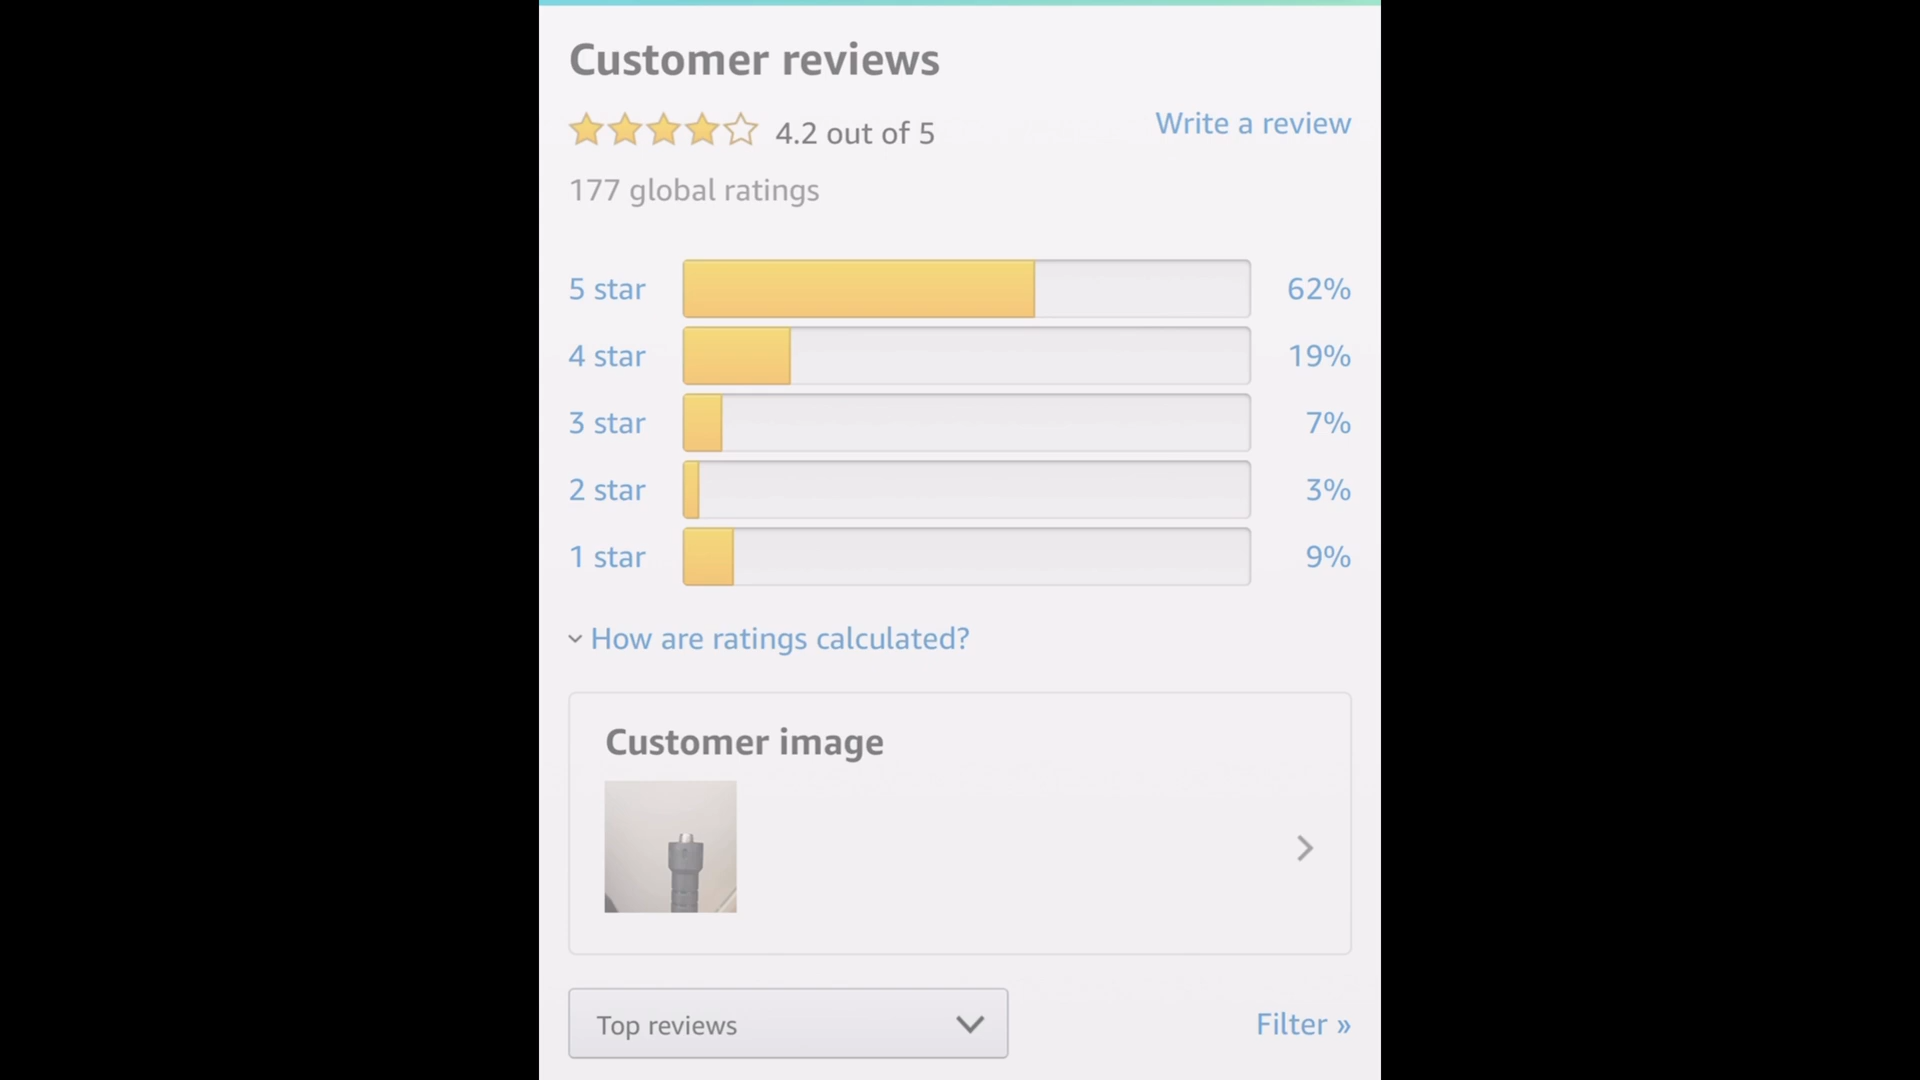 Customer reviews
4.2 out of 5
Write a review
177 global ratings
5 star 62%
4 star 19%
3 star 7%
2 star 3%
1 star 9%
How are ratings calculated?
Customer image
Top reviews
Filter »